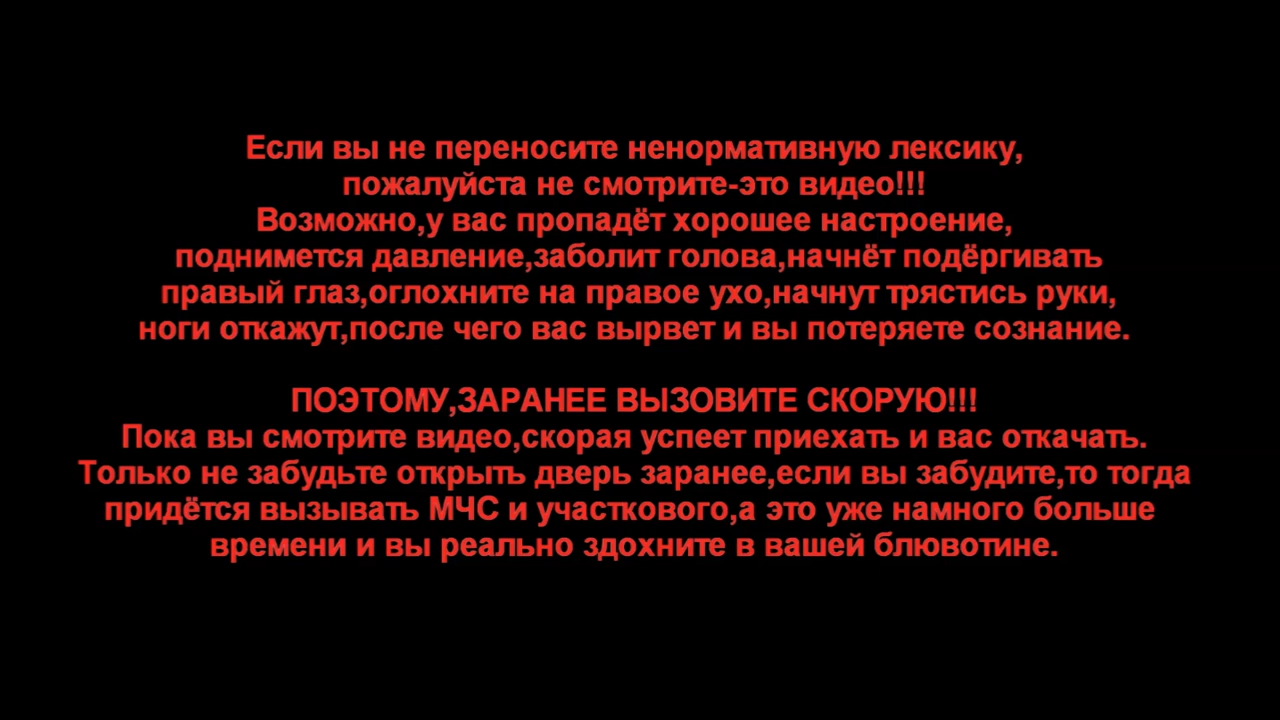 Если вы не переносите ненормативную лексику,
пожалуйста не смотрите-это видео!!!
Возможно,у вас пропадёт хорошее настроение,
поднимется давление,заболит голова,начнёт подёргивать
правый глаз,оглохните на правое ухо,начнут трястись руки,
ноги откажут,после чего вас вырвет и вы потеряете сознание.
ПОЭТОМУ,ЗАРАНЕЕ ВЫЗОВИТЕ СКОРУЮ!!!
Пока вы смотрите видео,скорая успеет приехать и вас откачать.
Только не забудьте открыть дверь заранее,если вы забудите,то тогда
придётся вызывать МЧС и участкового,а это уже намного больше
времени и вы реально здохните в вашей блювотине.